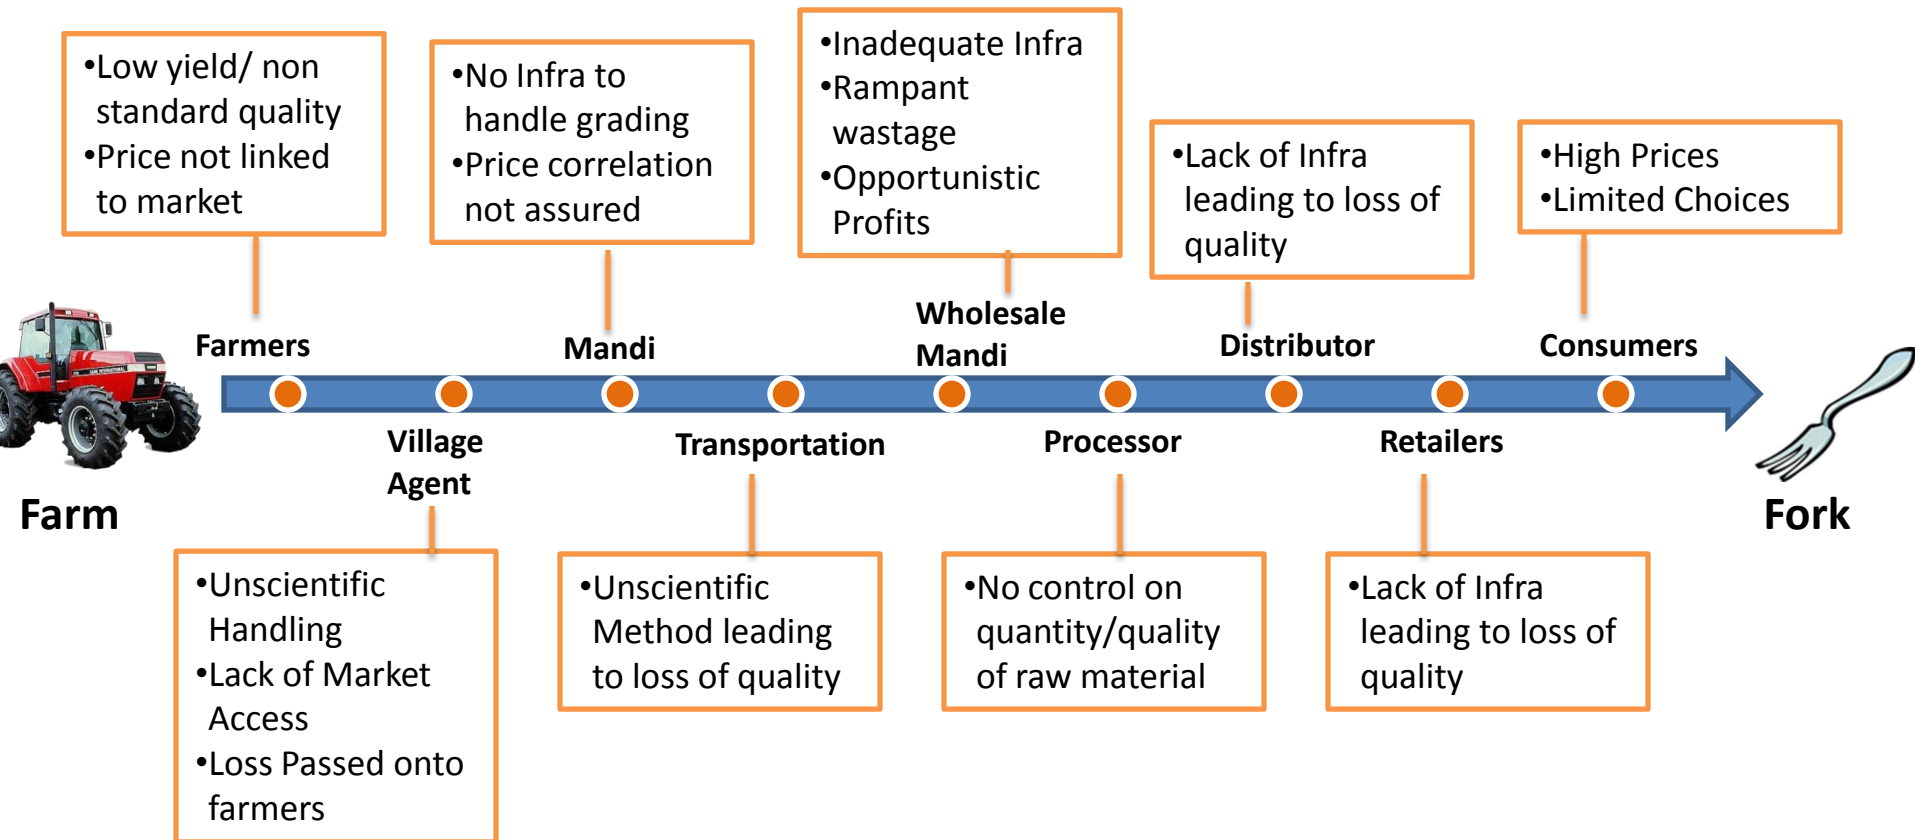 •Low yield/ non
standard quality
•Price not linked
to market
•No Infra to
handle grading
•Price correlation
not assured
•Inadequate Infra
•Rampant
wastage
•Opportunistic
Profits
•Lack of Infra
leading to loss of
quality
•High Prices
•Limited Choices
Farmers
Mandi
Wholesale
Mandi
Distributor
Consumers
Village
Agent
Transportation
Processor
Retailers
Farm
Fork
•Unscientific
Handling
•Lack of Market
Access
•Loss Passed onto
farmers
•Unscientific
Method leading
to loss of quality
•No control on
quantity/quality
of raw material
•Lack of Infra
leading to loss of
quality